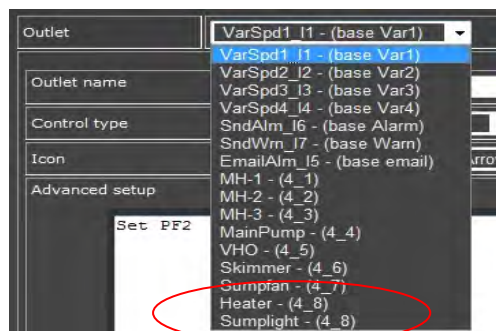 Outlet
VarSpd1_I1 - (base Var1)
VarSpd1_I1 - (base Var1)
VarSpd2_I2 - (base Var2)
Outlet name
VarSpd3_I3 - (base Var3)
VarSpd4_I4 - (base Var4)
Control type
SndAlm_I6 - (base Alarm)
SndWrn_I7 - (base Warn)
Icon
EmailAlm_I5 - (base email)
MH-1 - (4_1)
Advanced setup
MH-2 - (4_2)
MH-3 - (4_3)
Set PF2
MainPump - (4_4)
VHO - (4_5)
Skimmer - (4_6)
Sumpfan - (4_7)
Heater - (4_8)
Sumplight - (4_8)